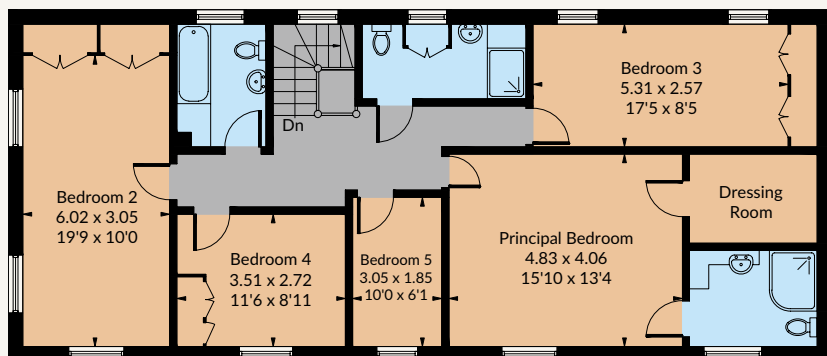 Bedroom 3
5.31 x 2.57
17'5 x 8'5
Dn
Bedroom 2
6.02 x 3.05
19'9 x 10'0
Dressing
Room
Principal Bedroom
4.83 x 4.06
15'10 x 13'4
Bedroom 4
3.51 x 2.72
11'6 x 8'11
Bedroom 5
3.05 x 1.85
10'0 x 6'1